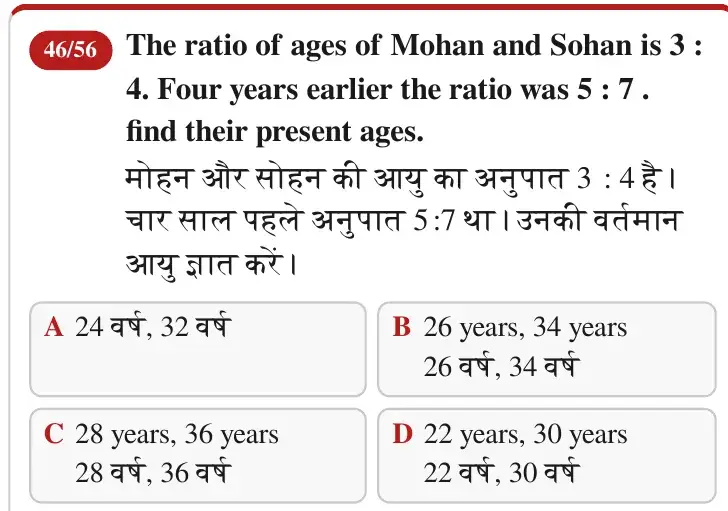 46/56 The ratio of ages of Mohan and Sohan is 3 :
4. Four years earlier the ratio was 5 : 7 .
find their present ages.
मोहन और सोहन की आयु का अनुपात 3 : 4 है।
चार साल पहले अनुपात 5:7 था। उनकी वर्तमान
आयु ज्ञात करें।
A 24 वर्ष, 32 वर्ष
B 26 years, 34 years
26 वर्ष, 34 वर्ष
C 28 years, 36 years
28 वर्ष, 36 वर्ष
D 22 years, 30 years
22 वर्ष, 30 वर्ष